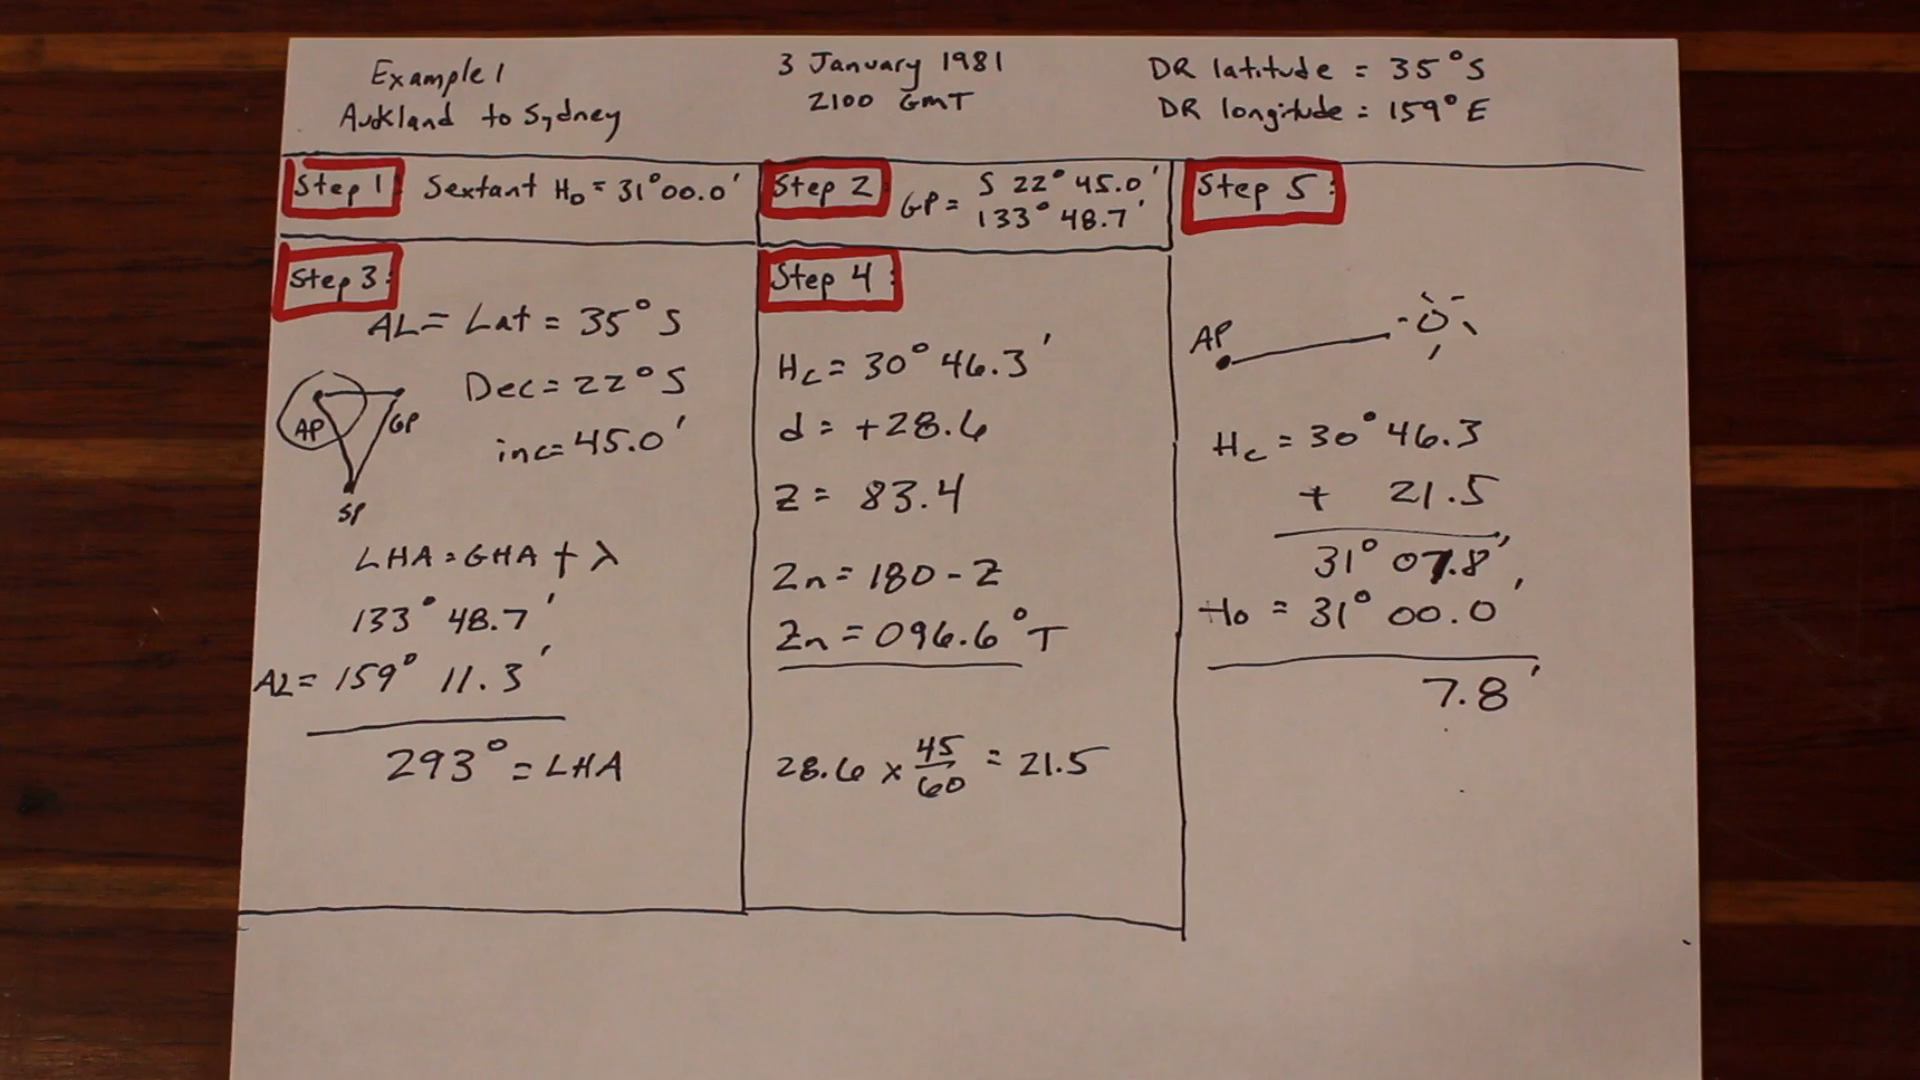 Example 1
Auckland to Sydney
3 January 1981
2100 GMT
DR latitude = 35°S
DR longitude = 159°E
Step 1: Sextant Ho = 31°00.0'
Step 2: GP = S 22° 45.0'
133° 48.7'
Step 3:
AL = Lat = 35°S
Dec = 22°S
inc = 45.0'
AP
GP
SP
LHA = GHA + λ
133° 48.7'
AL = 159° 11.3'
293° = LHA
Step 4:
Hc = 30° 46.3'
d = +28.6
Z = 83.4
Zn = 180 - Z
Zn = 096.6°T
28.6 x 45/60 = 21.5
Step 5:
AP
Hc = 30° 46.3
+ 21.5
31° 07.8'
Ho = 31° 00.0'
7.8'